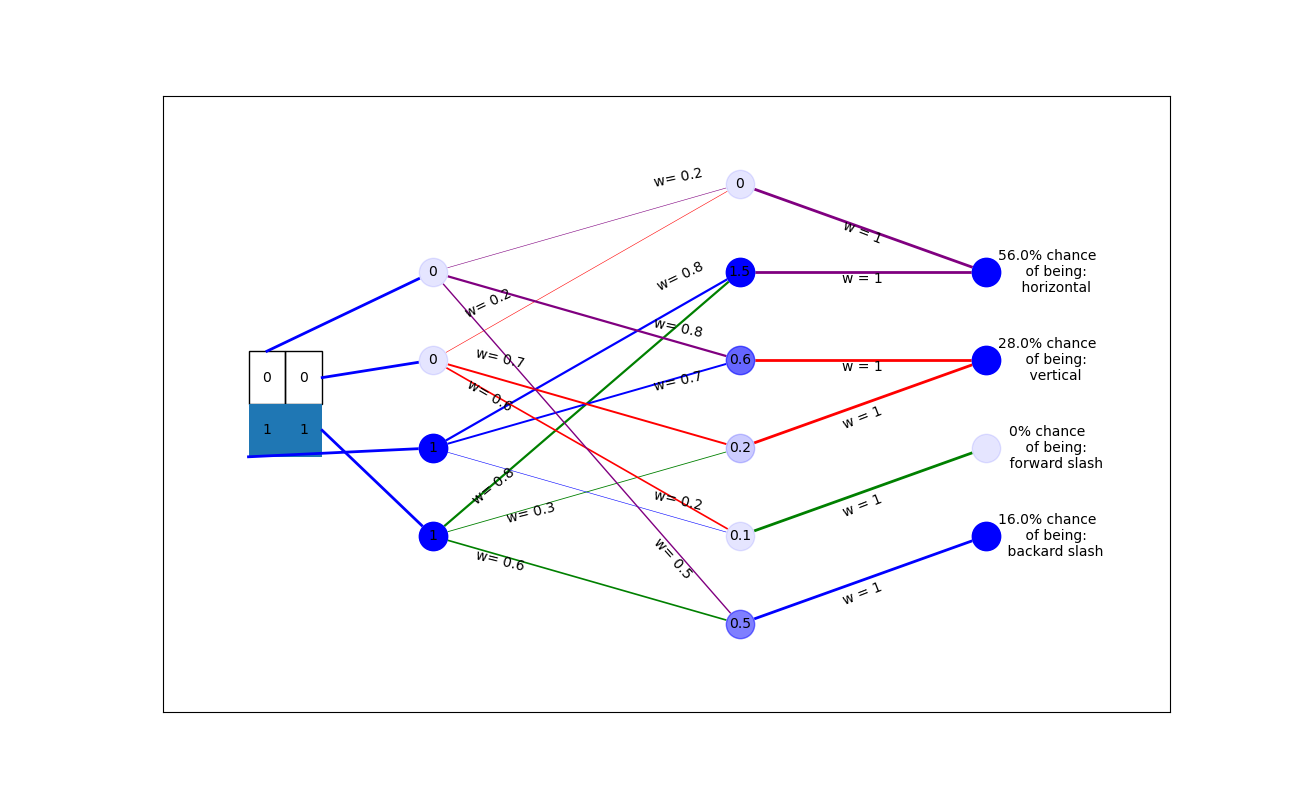 w= 0.2
0
w = 1
0
w= 0.8
1.5
w = 1
56.0% chance
of being:
horizontal
w= 0.2
w= 0.8
0
0
0
w= 0.7
0.6
w = 1
28.0% chance
of being:
vertical
w= 0.6
w= 0.7
1
1
1
0.2
w = 1
0% chance
of being:
forward slash
w= 0.8
w= 0.3
w= 0.2
1
0.1
w = 1
16.0% chance
of being:
backard slash
w= 0.6
w= 0.5
0.5
w = 1